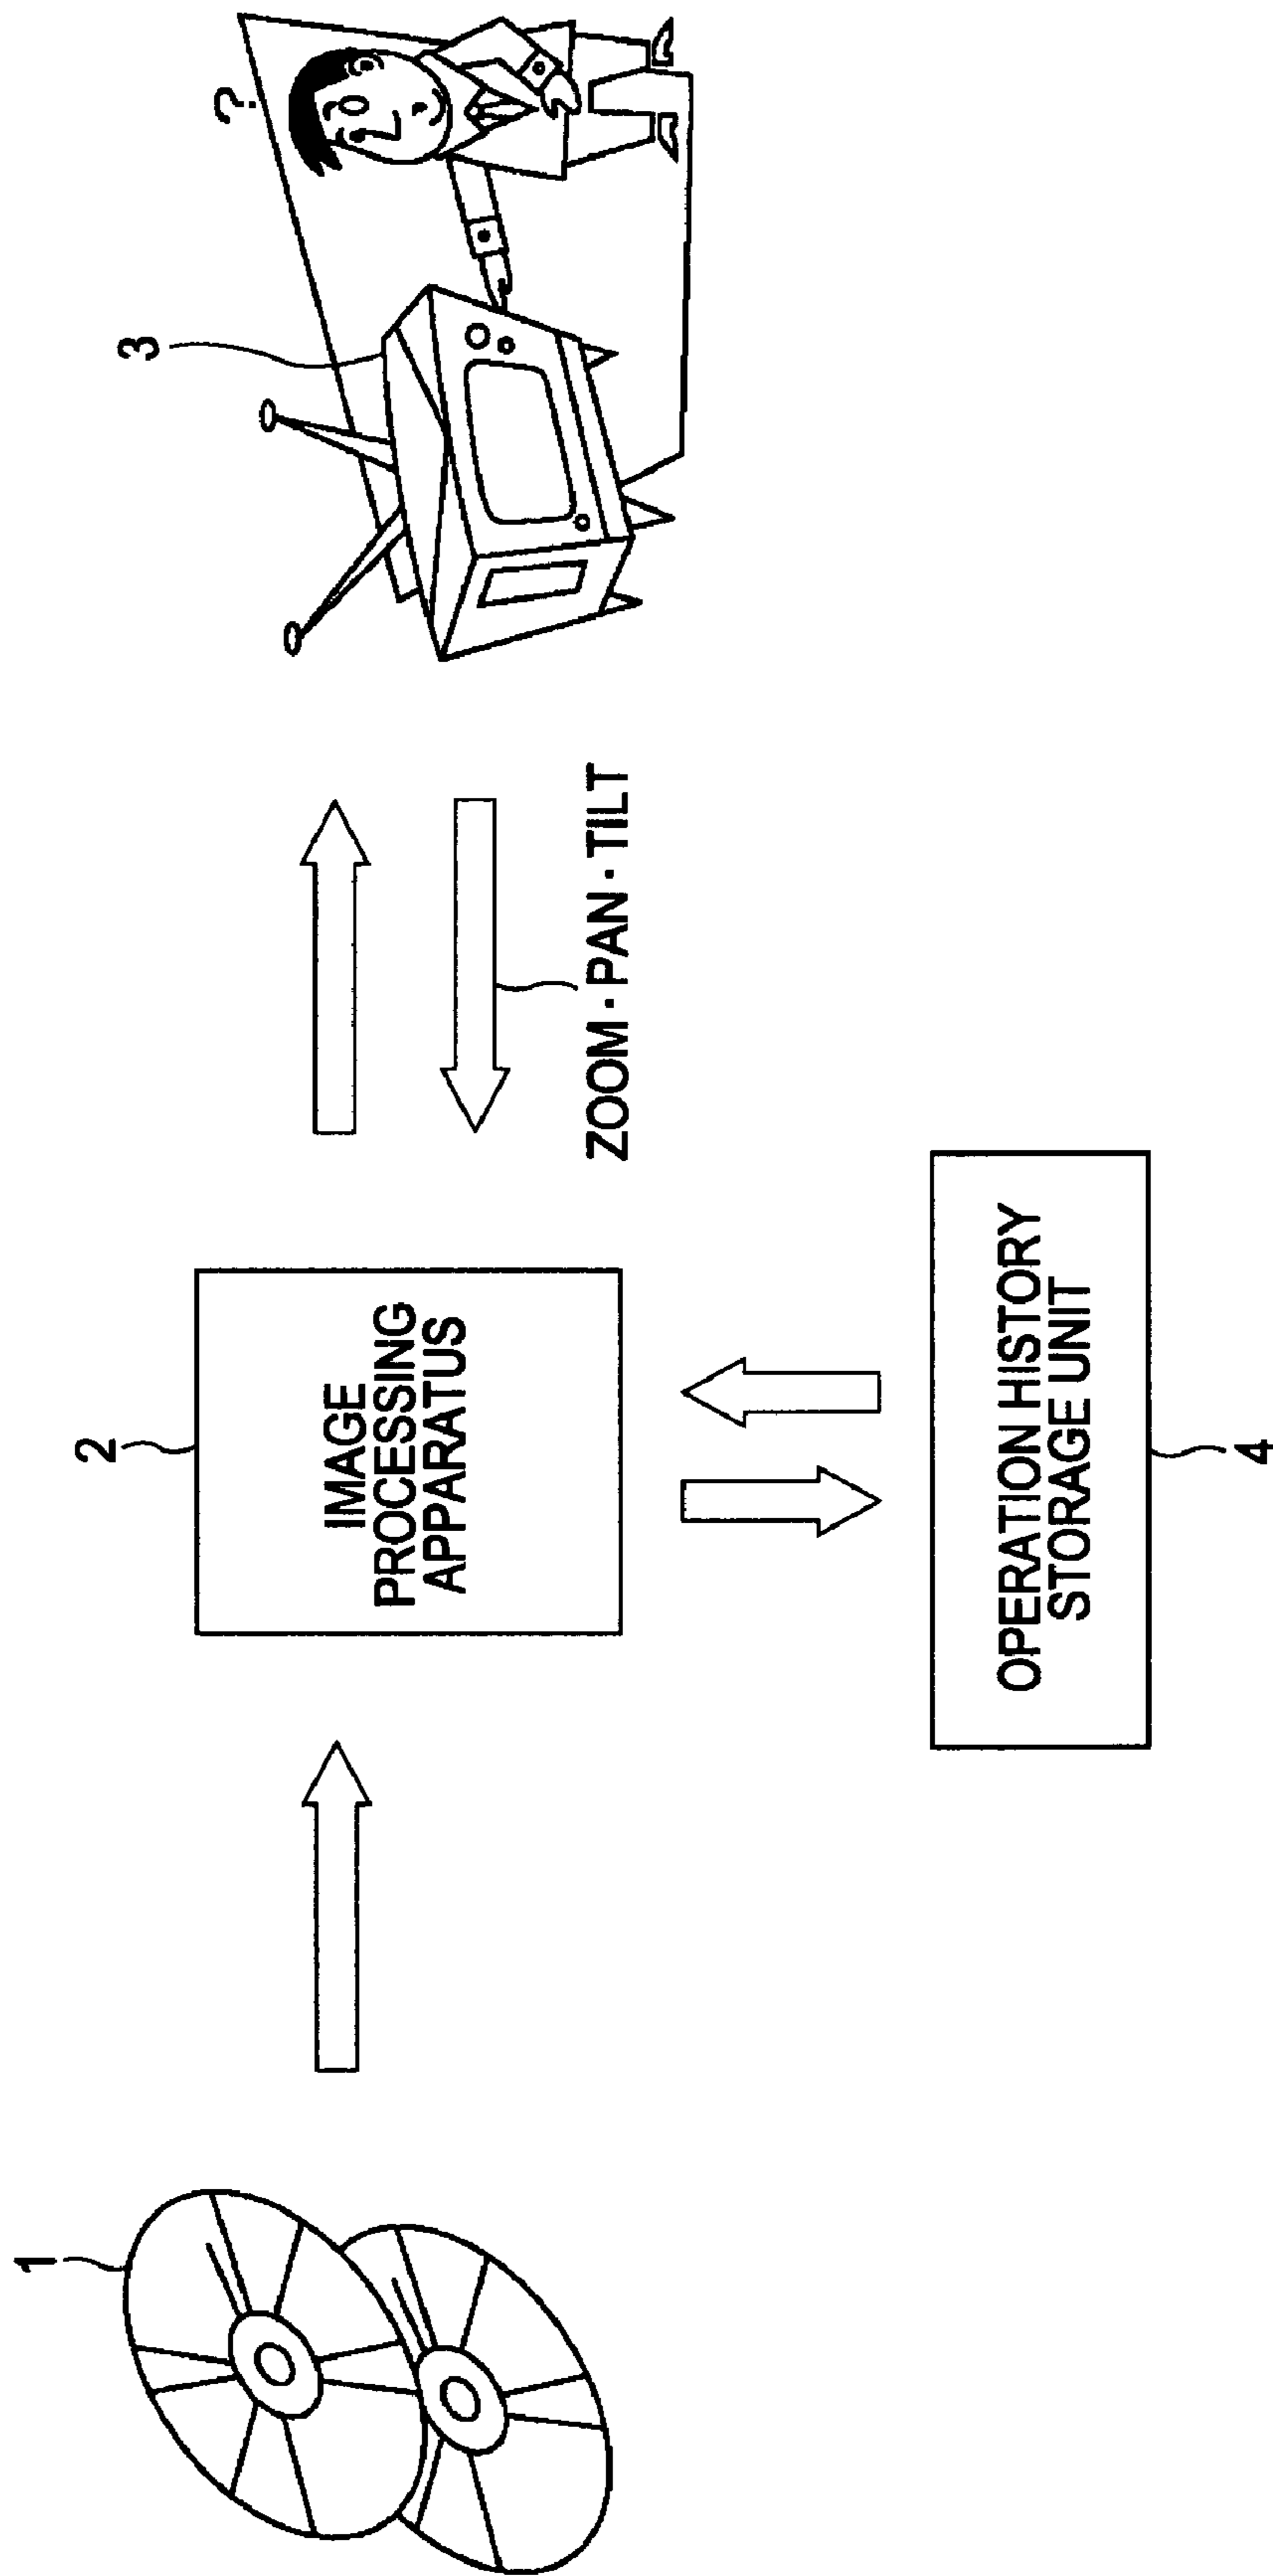 1
2
IMAGE
PROCESSING
APPARATUS
3
?
ZOOM · PAN · TILT
OPERATION HISTORY
STORAGE UNIT
4